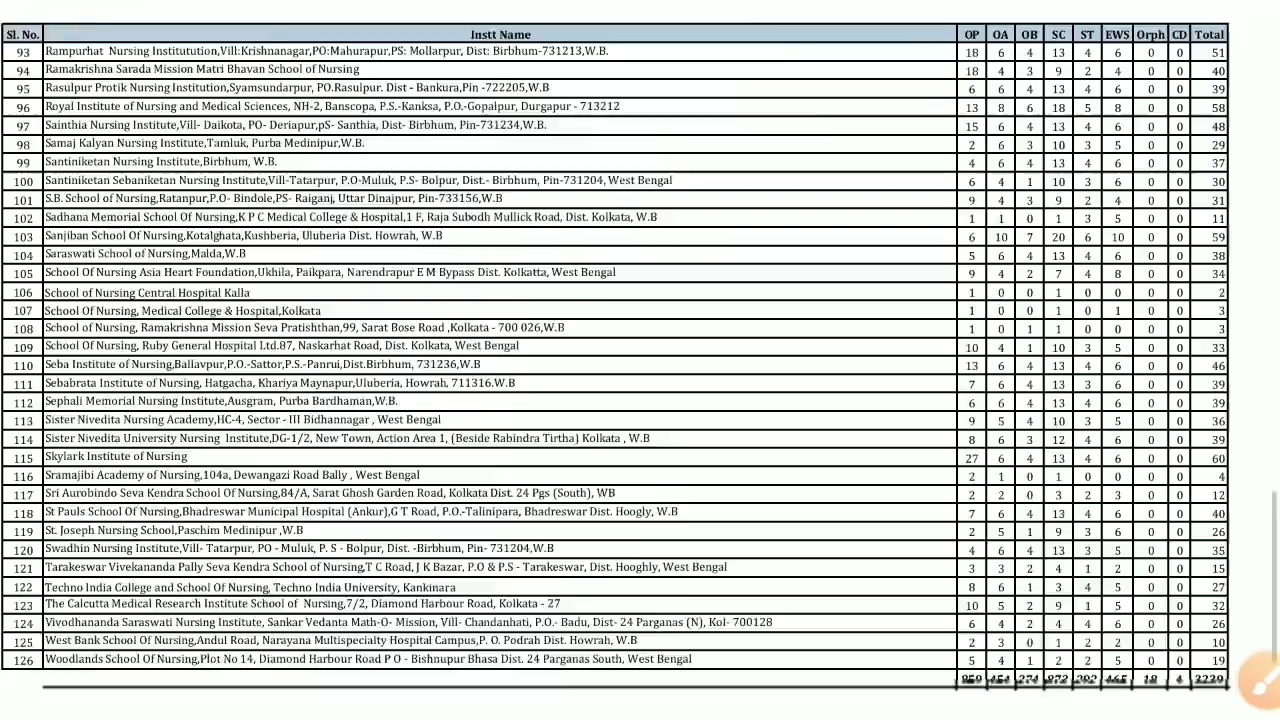 Sl. No. Instt Name OP OA OB SC ST EWS Orph CD Total
93 Rampurhat Nursing Institutution,Vill:Krishnanagar,PO:Mahurapur,PS: Mollarpur, Dist: Birbhum-731213,W.B. 18 6 4 13 4 6 0 0 51
94 Ramakrishna Sarada Mission Matri Bhavan School of Nursing 18 4 3 9 2 4 0 0 40
95 Rasulpur Protik Nursing Institution,Syamsundarpur, PO.Rasulpur. Dist - Bankura,Pin -722205,W.B 6 6 4 13 4 6 0 0 39
96 Royal Institute of Nursing and Medical Sciences, NH-2, Banscopa, P.S.-Kanksa, P.O.-Gopalpur, Durgapur - 713212 13 8 6 18 5 8 0 0 58
97 Sainthia Nursing Institute,Vill- Daikota, PO- Deriapur,pS- Santhia, Dist- Birbhum, Pin-731234,W.B. 15 6 4 13 4 6 0 0 48
98 Samaj Kalyan Nursing Institute,Tamluk, Purba Medinipur,W.B. 2 6 3 10 3 5 0 0 29
99 Santiniketan Nursing Institute,Birbhum, W.B. 4 6 4 13 4 6 0 0 37
100 Santiniketan Sebaniketan Nursing Institute,Vill-Tatarpur, P.O-Muluk, P.S- Bolpur, Dist.- Birbhum, Pin-731204, West Bengal 6 4 1 10 3 6 0 0 30
101 S.B. School of Nursing,Ratanpur,P.O- Bindole,PS- Raiganj, Uttar Dinajpur, Pin-733156,W.B 9 4 3 9 2 4 0 0 31
102 Sadhana Memorial School Of Nursing,K P C Medical College & Hospital,1 F, Raja Subodh Mullick Road, Dist. Kolkata, W.B 1 1 0 1 3 5 0 0 11
103 Sanjiban School Of Nursing,Kotalghata,Kushberia, Uluberia Dist. Howrah, W.B 6 10 7 20 6 10 0 0 59
104 Saraswati School of Nursing,Malda,W.B 5 6 4 13 4 6 0 0 38
105 School Of Nursing Asia Heart Foundation,Ukhila, Paikpara, Narendrapur E M Bypass Dist. Kolkatta, West Bengal 9 4 2 7 4 8 0 0 34
106 School of Nursing Central Hospital Kalla 1 0 0 1 0 0 0 0 2
107 School Of Nursing, Medical College & Hospital,Kolkata 1 0 0 1 0 1 0 0 3
108 School of Nursing, Ramakrishna Mission Seva Pratishthan,99, Sarat Bose Road ,Kolkata - 700 026,W.B 1 0 1 1 0 0 0 0 3
109 School Of Nursing, Ruby General Hospital Ltd.87, Naskarhat Road, Dist. Kolkata, West Bengal 10 4 1 10 3 5 0 0 33
110 Seba Institute of Nursing,Ballavpur,P.O.-Sattor,P.S.-Panrui,Dist.Birbhum, 731236,W.B 13 6 4 13 4 6 0 0 46
111 Sebabrata Institute of Nursing, Hatgacha, Khariya Maynapur,Uluberia, Howrah, 711316.W.B 7 6 4 13 3 6 0 0 39
112 Sephali Memorial Nursing Institute,Ausgram, Purba Bardhaman,W.B. 6 6 4 13 4 6 0 0 39
113 Sister Nivedita Nursing Academy,HC-4, Sector - III Bidhannagar , West Bengal 9 5 4 10 3 5 0 0 36
114 Sister Nivedita University Nursing Institute,DG-1/2, New Town, Action Area 1, (Beside Rabindra Tirtha) Kolkata , W.B 8 6 3 12 4 6 0 0 39
115 Skylark Institute of Nursing 27 6 4 13 4 6 0 0 60
116 Sramajibi Academy of Nursing,104a, Dewangazi Road Bally , West Bengal 2 1 0 1 0 0 0 0 4
117 Sri Aurobindo Seva Kendra School Of Nursing,84/A, Sarat Ghosh Garden Road, Kolkata Dist. 24 Pgs (South), WB 2 2 0 3 2 3 0 0 12
118 St Pauls School Of Nursing,Bhadreswar Municipal Hospital (Ankur),G T Road, P.O.-Talinipara, Bhadreswar Dist. Hoogly, W.B 7 6 4 13 4 6 0 0 40
119 St. Joseph Nursing School,Paschim Medinipur ,W.B 2 5 1 9 3 6 0 0 26
120 Swadhin Nursing Institute,Vill- Tatarpur, PO - Muluk, P. S - Bolpur, Dist. -Birbhum, Pin- 731204,W.B 4 6 4 13 3 5 0 0 35
121 Tarakeswar Vivekananda Pally Seva Kendra School of Nursing,T C Road, J K Bazar, P.O & P.S - Tarakeswar, Dist. Hooghly, West Bengal 3 3 2 4 1 2 0 0 15
122 Techno India College and School Of Nursing, Techno India University, Kankinara 8 6 1 3 4 5 0 0 27
123 The Calcutta Medical Research Institute School of Nursing,7/2, Diamond Harbour Road, Kolkata - 27 10 5 2 9 1 5 0 0 32
124 Vivodhananda Saraswati Nursing Institute, Sankar Vedanta Math-O- Mission, Vill- Chandanhati, P.O.- Badu, Dist- 24 Parganas (N), Kol- 700128 6 4 2 4 4 6 0 0 26
125 West Bank School Of Nursing,Andul Road, Narayana Multispecialty Hospital Campus,P. O. Podrah Dist. Howrah, W.B 2 3 0 1 2 2 0 0 10
126 Woodlands School Of Nursing,Plot No 14, Diamond Harbour Road P O - Bishnupur Bhasa Dist. 24 Parganas South, West Bengal 5 4 1 2 2 5 0 0 19